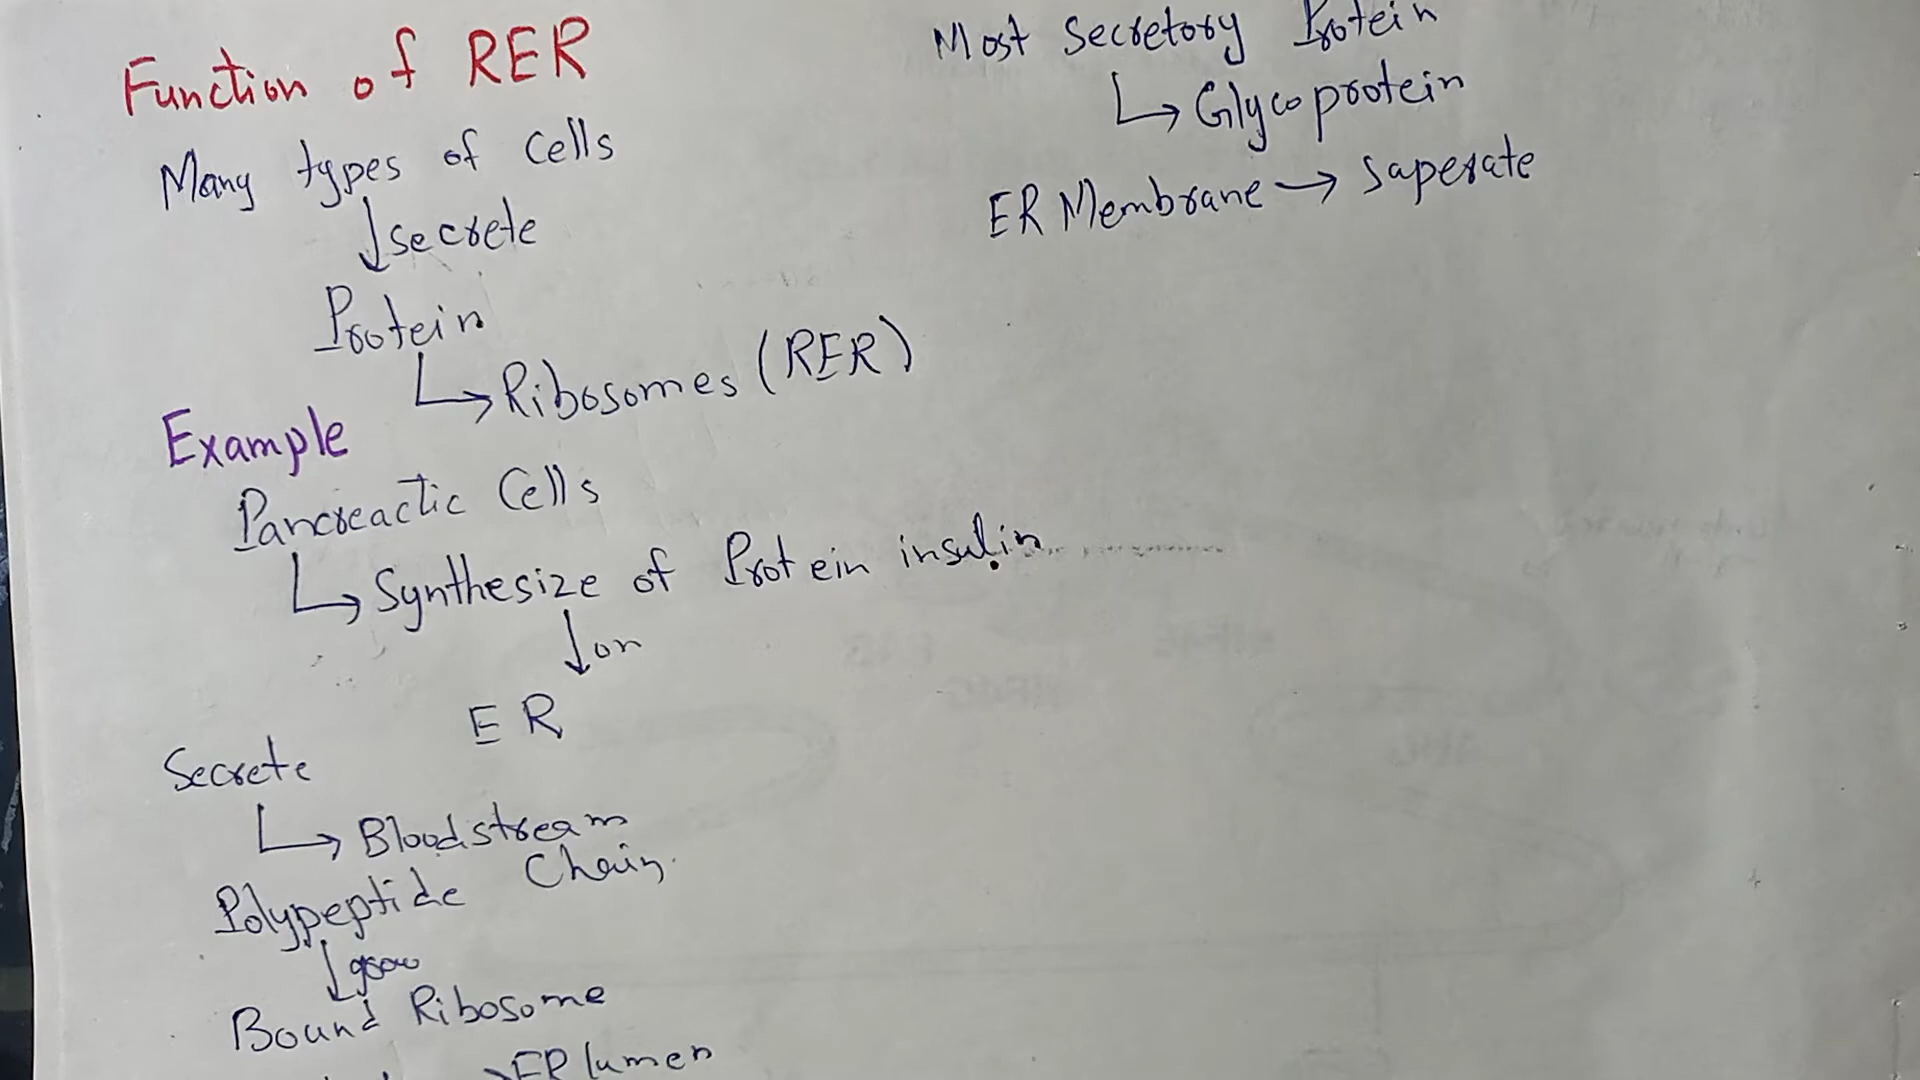 Function of RER
Many types of cells
↓ secrete
Protein
↳ Ribosomes (RER)
Example
Pancreactic Cells
↳ Synthesize of Protein insulin
↓ on
ER
Secrete
↳ Bloodstream
Polypeptide Chain
↓ grow
Bound Ribosome
→ ER lumen
Most Secretory Protein
↳ Glycoprotein
ER Membrane → Saperate